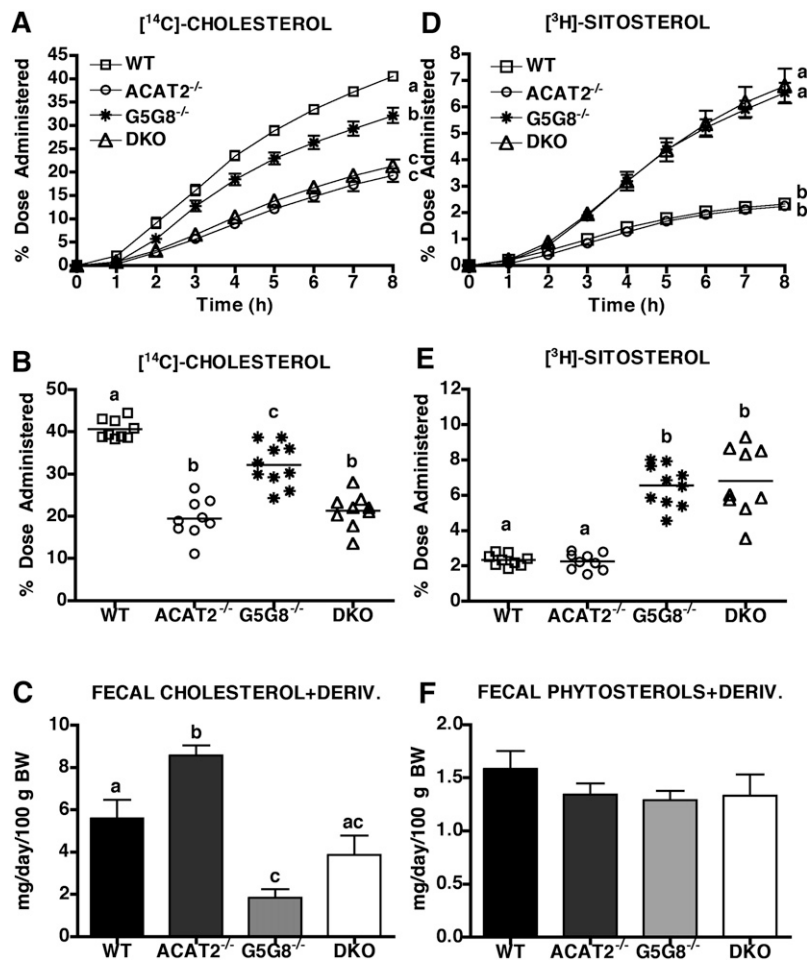 A
[¹⁴C]-CHOLESTEROL
% Dose Administered
45
40
35
30
25
20
15
10
5
0
WT
ACAT2⁻/⁻
G5G8⁻/⁻
DKO
a
b
c
c
0 1 2 3 4 5 6 7 8
Time (h)
D
[³H]-SITOSTEROL
% Dose Administered
8
7
6
5
4
3
2
1
0
WT
ACAT2⁻/⁻
G5G8⁻/⁻
DKO
a
a
b
b
0 1 2 3 4 5 6 7 8
Time (h)
B
[¹⁴C]-CHOLESTEROL
% Dose Administered
50
40
30
20
10
0
a
b
c
b
WT ACAT2⁻/⁻ G5G8⁻/⁻ DKO
E
[³H]-SITOSTEROL
% Dose Administered
12
10
8
6
4
2
0
a
a
b
b
WT ACAT2⁻/⁻ G5G8⁻/⁻ DKO
C
FECAL CHOLESTEROL+DERIV.
mg/day/100 g BW
10
8
6
4
2
0
a
b
c
ac
WT ACAT2⁻/⁻ G5G8⁻/⁻ DKO
F
FECAL PHYTOSTEROLS+DERIV.
mg/day/100 g BW
2.0
1.5
1.0
0.5
0.0
WT ACAT2⁻/⁻ G5G8⁻/⁻ DKO